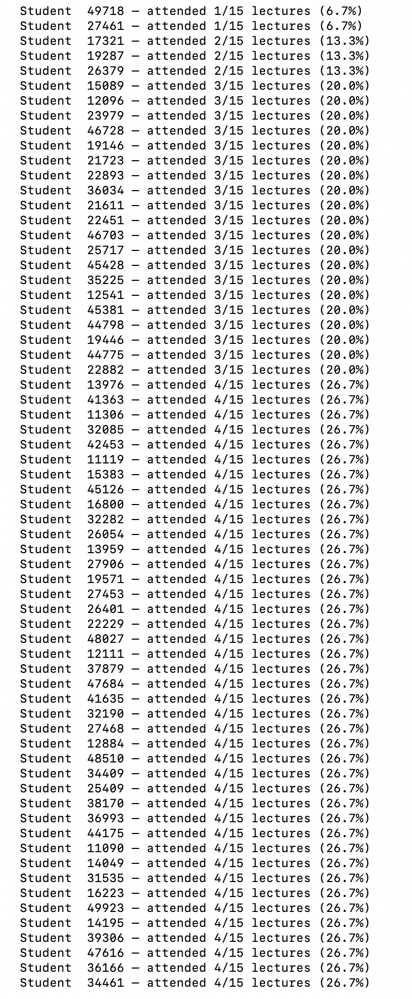 Student  49718 – attended 1/15 lectures (6.7%)
Student  27461 – attended 1/15 lectures (6.7%)
Student  17321 – attended 2/15 lectures (13.3%)
Student  19287 – attended 2/15 lectures (13.3%)
Student  26379 – attended 2/15 lectures (13.3%)
Student  15089 – attended 3/15 lectures (20.0%)
Student  12096 – attended 3/15 lectures (20.0%)
Student  23979 – attended 3/15 lectures (20.0%)
Student  46728 – attended 3/15 lectures (20.0%)
Student  19146 – attended 3/15 lectures (20.0%)
Student  21723 – attended 3/15 lectures (20.0%)
Student  22893 – attended 3/15 lectures (20.0%)
Student  36034 – attended 3/15 lectures (20.0%)
Student  21611 – attended 3/15 lectures (20.0%)
Student  22451 – attended 3/15 lectures (20.0%)
Student  46703 – attended 3/15 lectures (20.0%)
Student  25717 – attended 3/15 lectures (20.0%)
Student  45428 – attended 3/15 lectures (20.0%)
Student  35225 – attended 3/15 lectures (20.0%)
Student  12541 – attended 3/15 lectures (20.0%)
Student  45381 – attended 3/15 lectures (20.0%)
Student  44798 – attended 3/15 lectures (20.0%)
Student  19446 – attended 3/15 lectures (20.0%)
Student  44775 – attended 3/15 lectures (20.0%)
Student  22882 – attended 3/15 lectures (20.0%)
Student  13976 – attended 4/15 lectures (26.7%)
Student  41363 – attended 4/15 lectures (26.7%)
Student  11306 – attended 4/15 lectures (26.7%)
Student  32085 – attended 4/15 lectures (26.7%)
Student  42453 – attended 4/15 lectures (26.7%)
Student  11119 – attended 4/15 lectures (26.7%)
Student  15383 – attended 4/15 lectures (26.7%)
Student  45126 – attended 4/15 lectures (26.7%)
Student  16800 – attended 4/15 lectures (26.7%)
Student  32282 – attended 4/15 lectures (26.7%)
Student  26054 – attended 4/15 lectures (26.7%)
Student  13959 – attended 4/15 lectures (26.7%)
Student  27906 – attended 4/15 lectures (26.7%)
Student  19571 – attended 4/15 lectures (26.7%)
Student  27453 – attended 4/15 lectures (26.7%)
Student  26401 – attended 4/15 lectures (26.7%)
Student  22229 – attended 4/15 lectures (26.7%)
Student  48027 – attended 4/15 lectures (26.7%)
Student  12111 – attended 4/15 lectures (26.7%)
Student  37879 – attended 4/15 lectures (26.7%)
Student  47684 – attended 4/15 lectures (26.7%)
Student  41635 – attended 4/15 lectures (26.7%)
Student  32190 – attended 4/15 lectures (26.7%)
Student  27468 – attended 4/15 lectures (26.7%)
Student  12884 – attended 4/15 lectures (26.7%)
Student  48510 – attended 4/15 lectures (26.7%)
Student  34409 – attended 4/15 lectures (26.7%)
Student  25409 – attended 4/15 lectures (26.7%)
Student  38170 – attended 4/15 lectures (26.7%)
Student  36993 – attended 4/15 lectures (26.7%)
Student  44175 – attended 4/15 lectures (26.7%)
Student  11090 – attended 4/15 lectures (26.7%)
Student  14049 – attended 4/15 lectures (26.7%)
Student  31535 – attended 4/15 lectures (26.7%)
Student  16223 – attended 4/15 lectures (26.7%)
Student  49923 – attended 4/15 lectures (26.7%)
Student  14195 – attended 4/15 lectures (26.7%)
Student  39306 – attended 4/15 lectures (26.7%)
Student  47616 – attended 4/15 lectures (26.7%)
Student  36166 – attended 4/15 lectures (26.7%)
Student  34461 – attended 4/15 lectures (26.7%)